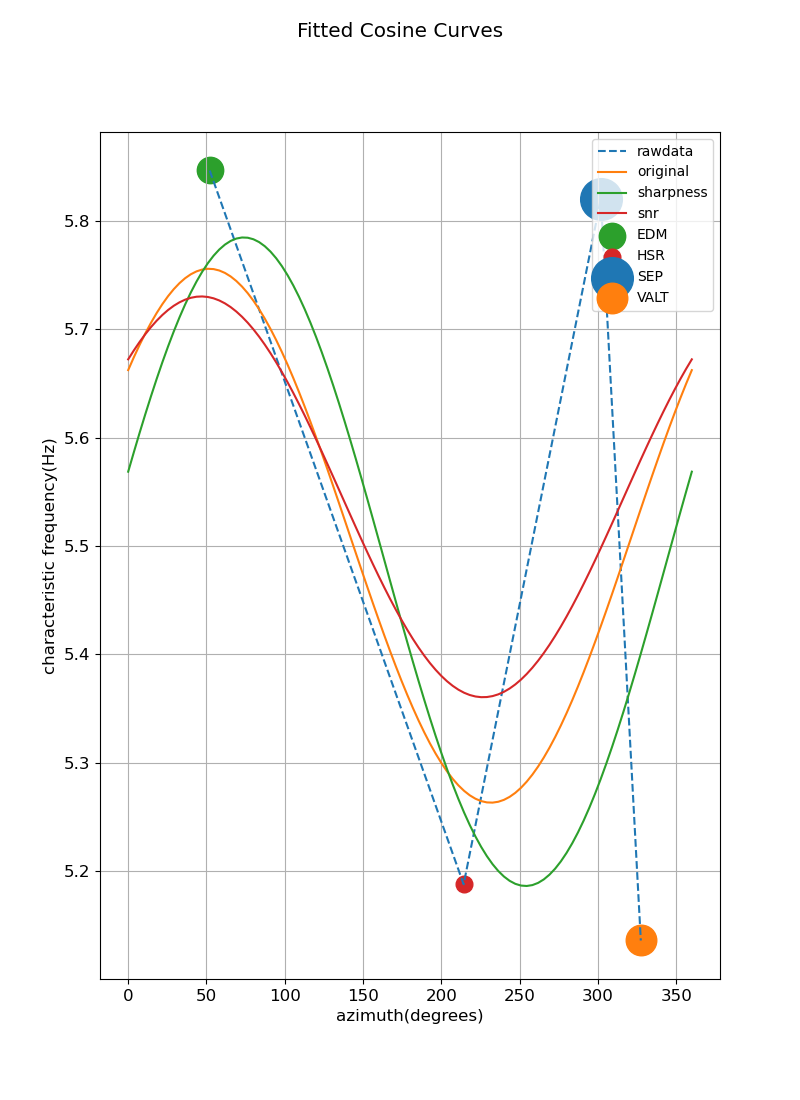 Fitted Cosine Curves
rawdata
original
sharpness
snr
EDM
HSR
SEP
VALT
characteristic frequency(Hz)
5.8
5.7
5.6
5.5
5.4
5.3
5.2
0 50 100 150 200 250 300 350
azimuth(degrees)